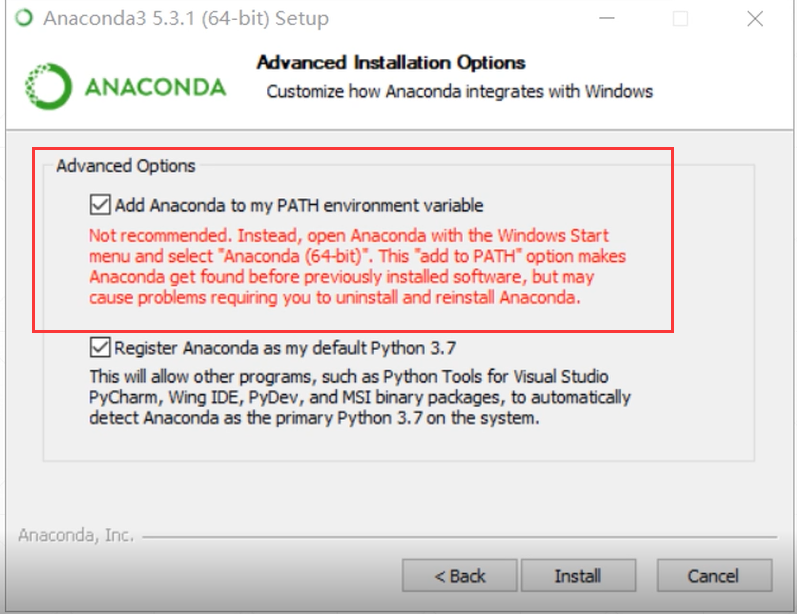 Anaconda3 5.3.1 (64-bit) Setup
ANACONDA
Advanced Installation Options
Customize how Anaconda integrates with Windows
Advanced Options
Add Anaconda to my PATH environment variable
Not recommended. Instead, open Anaconda with the Windows Start
menu and select "Anaconda (64-bit)". This "add to PATH" option makes
Anaconda get found before previously installed software, but may
cause problems requiring you to uninstall and reinstall Anaconda.
Register Anaconda as my default Python 3.7
This will allow other programs, such as Python Tools for Visual Studio
PyCharm, Wing IDE, PyDev, and MSI binary packages, to automatically
detect Anaconda as the primary Python 3.7 on the system.
Anaconda, Inc.
< Back
Install
Cancel